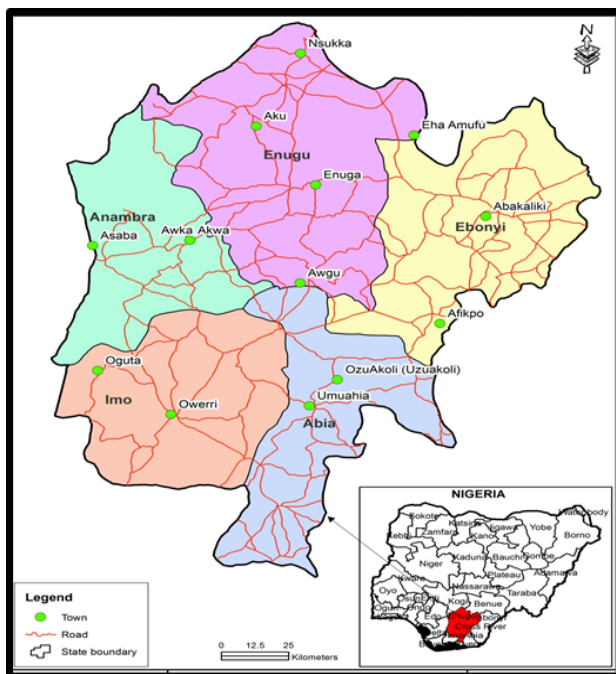 N
Nsukka
Aku
Eha Amufu
Enugu
Enuga
Abakaliki
Anambra
Ebonyi
Asaba
Awka Akwa
Awgu
Afikpo
Oguta
OzuAkoli (Uzuakoli)
Imo
Umuahia
Owerri
Abia
NIGERIA
Waterbody
Sokoto
Katsina
Jigawa
Yobe
Borno
Kebbi
Zamfara
Kano
Kaduna
Bauchi
Gombe
Niger
Adamawa
Plateau
Kwara
Nassarawa
Taraba
Oyo
Kogi
Benue
Edo
Cross River
Legend
Town
Road
State boundary
0 12.5 25
Kilometers